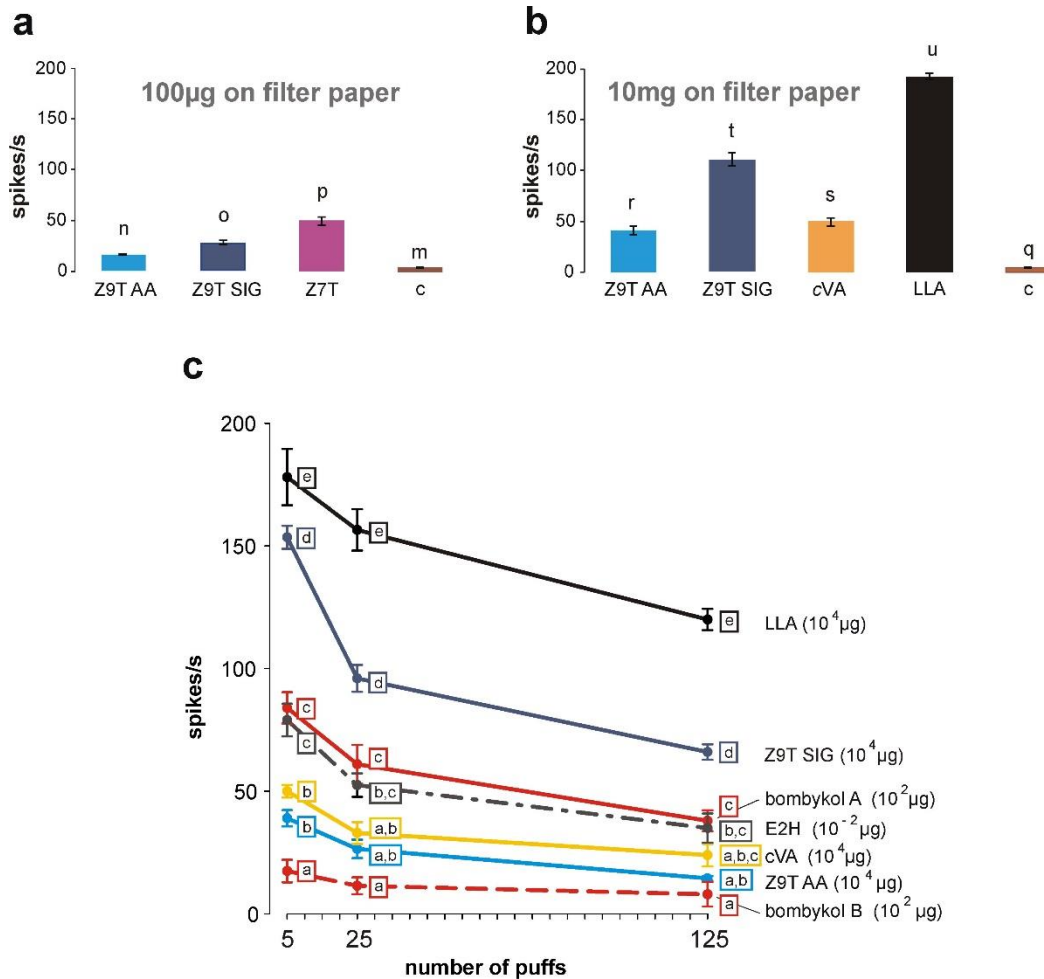 a
100µg on filter paper
spikes/s
200
150
100
50
0
n
o
p
m
Z9T AA
Z9T SIG
Z7T
c
b
10mg on filter paper
spikes/s
200
150
100
50
0
r
t
s
u
q
Z9T AA
Z9T SIG
cVA
LLA
c
c
spikes/s
200
150
100
50
0
e
e
e
LLA (10⁴µg)
d
d
d
Z9T SIG (10⁴µg)
c
c
c
bombykol A (10²µg)
c
b,c
b,c
E2H (10⁻²µg)
b
a,b
a,b,c
cVA (10⁴µg)
b
a,b
a,b
Z9T AA (10⁴µg)
a
a
a
bombykol B (10²µg)
5
25
125
number of puffs